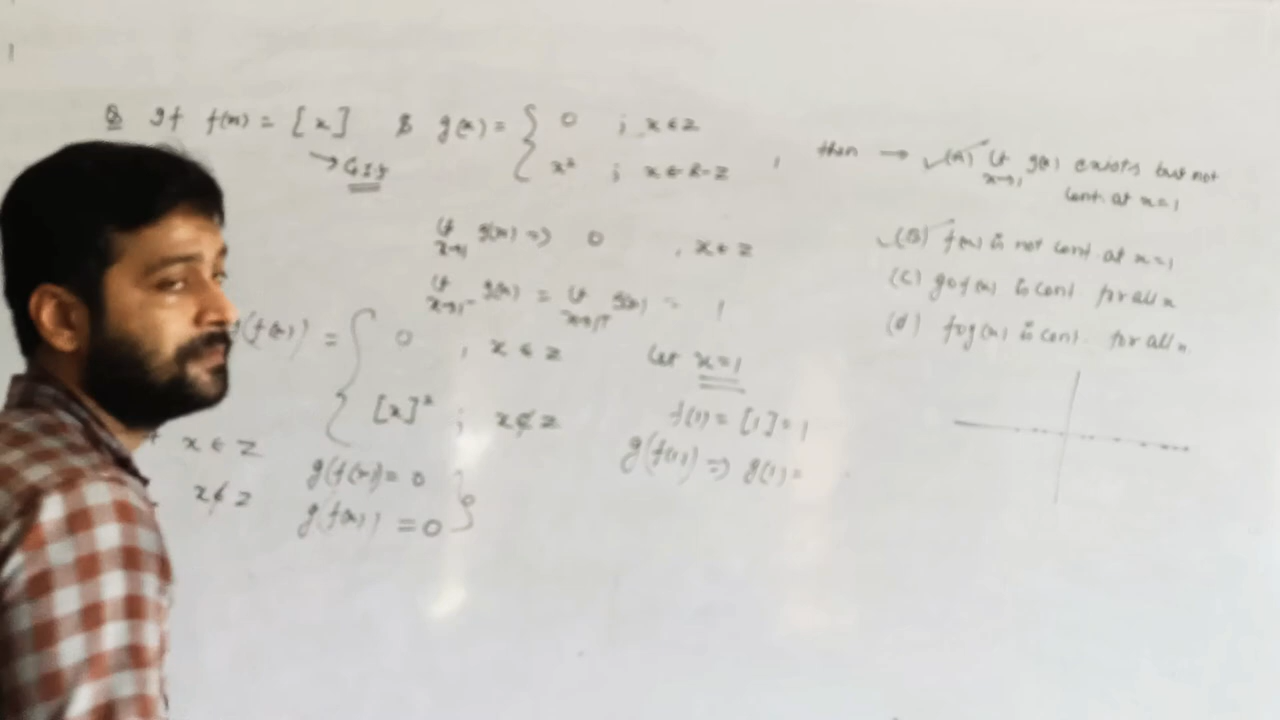 Q If f(x) = [x] & g(x) = { 0 ; x ∈ Z
x² ; x ∈ R-Z , then →
→ G.I.F
(A) Lt x→1 g(x) exists but not
cont. at x=1
(B) f(x) is not cont. at x=1
(C) gof(x) is cont. for all x
(d) fog(x) is cont. for all x
Lt x→1 g(x) ⇒ 0 , x ∈ Z
Lt x→1⁻ g(x) = Lt x→1⁺ g(x) = 1
g(f(x)) = { 0 , x ∈ Z
[x]² ; x ∉ Z
x ∈ Z g(f(x)) = 0
x ∉ Z g(f(x)) = 0 }
Let x=1
f(1) = [1] = 1
g(f(1)) ⇒ g(1) =